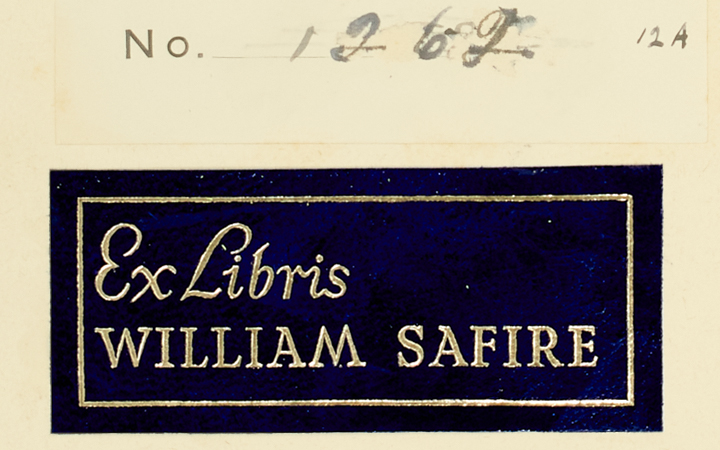 No. 1262 12A
Ex Libris
WILLIAM SAFIRE